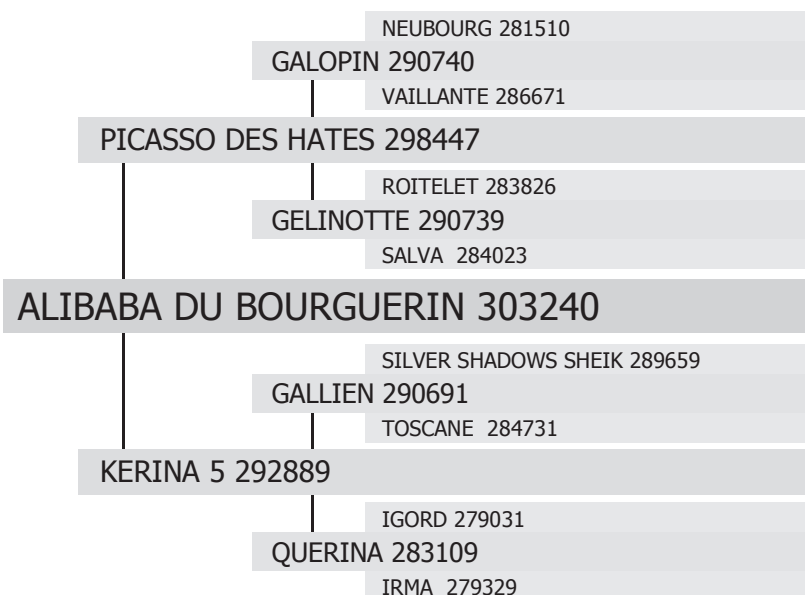 NEUBOURG 281510
GALOPIN 290740
VAILLANTE 286671
PICASSO DES HATES 298447
ROITELET 283826
GELINOTTE 290739
SALVA 284023
ALIBABA DU BOURGUERIN 303240
SILVER SHADOWS SHEIK 289659
GALLIEN 290691
TOSCANE 284731
KERINA 5 292889
IGORD 279031
QUERINA 283109
IRMA 279329